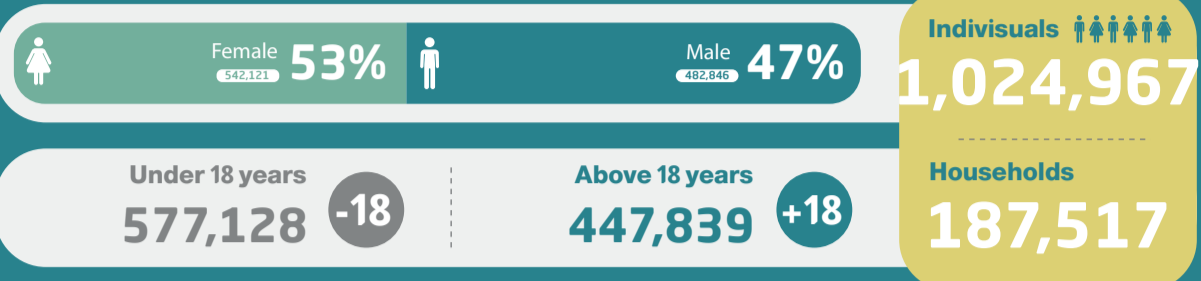 Female
542,121
53%
Male
482,846
47%
Indivisuals
1,024,967
Under 18 years
577,128
-18
Above 18 years
447,839
+18
Households
187,517